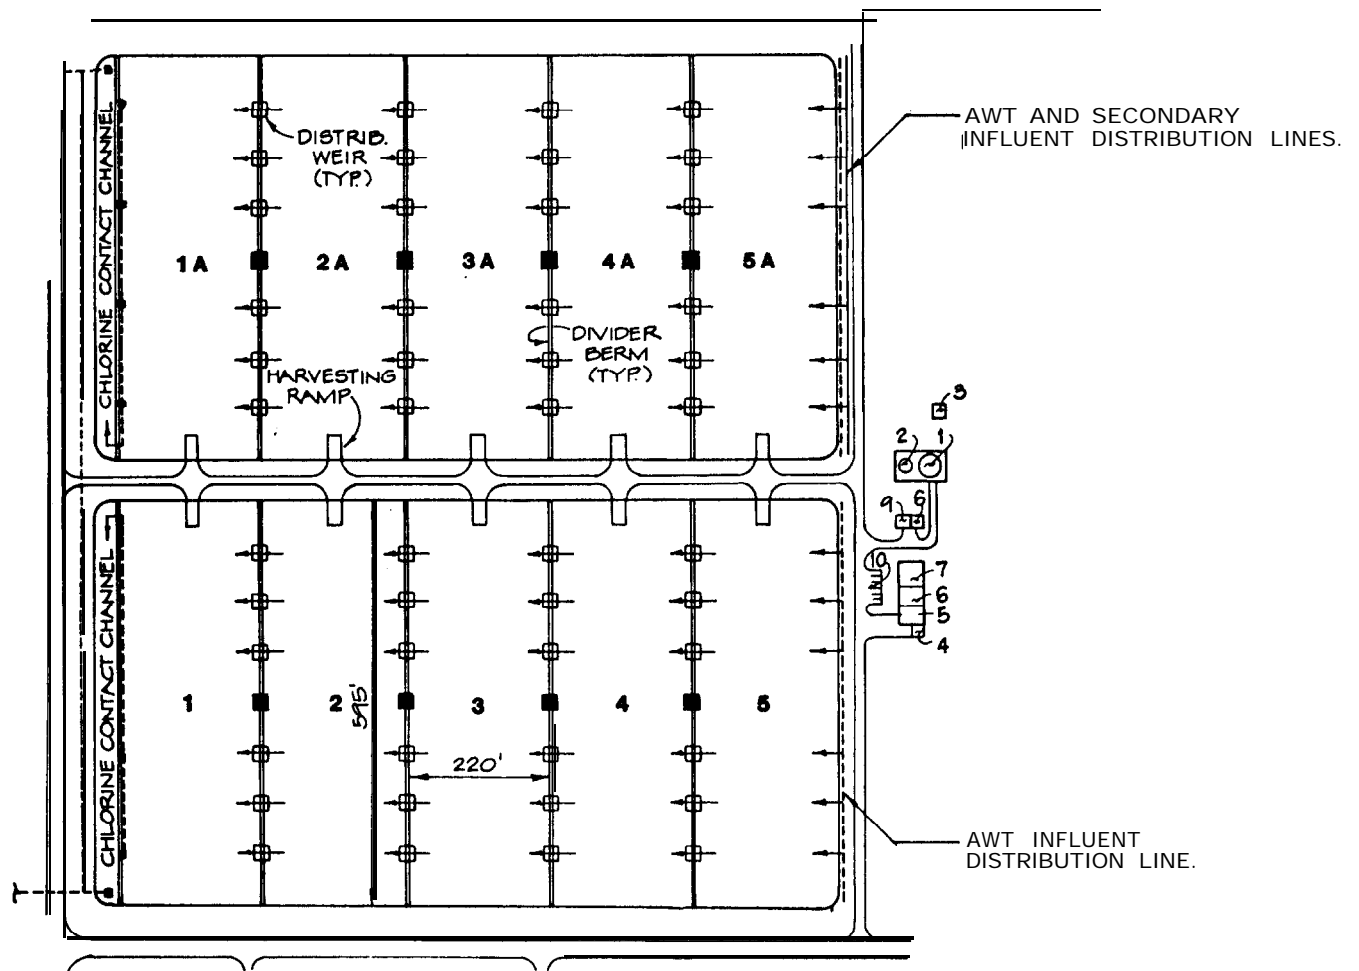 AWT AND SECONDARY
INFLUENT DISTRIBUTION LINES.
DISTRIB.
WEIR
(TYP.)
CHLORINE CONTACT CHANNEL
1A
2A
3A
4A
5A
DIVIDER
BERM
(TYP.)
HARVESTING
RAMP
3
2
1
9
6
10
7
6
5
4
CHLORINE CONTACT CHANNEL
1
2
595'
3
4
5
220'
AWT INFLUENT
DISTRIBUTION LINE.